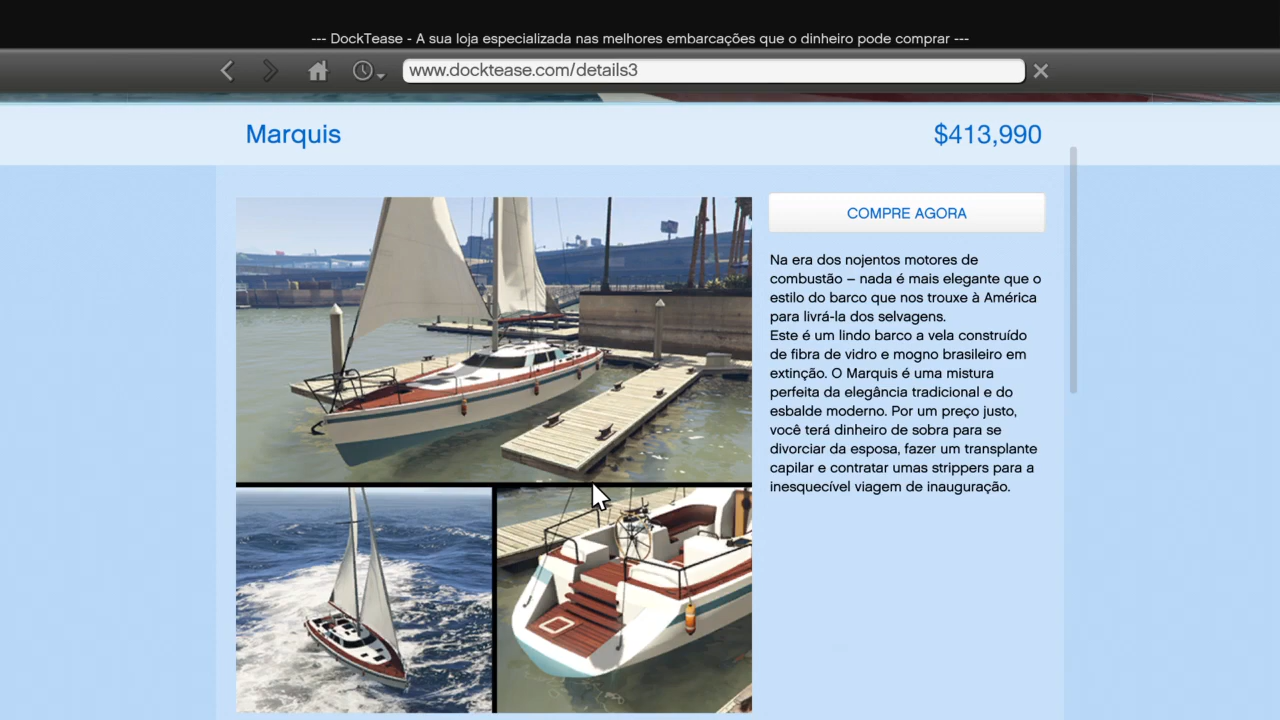 --- DockTease - A sua loja especializada nas melhores embarcações que o dinheiro pode comprar ---
www.docktease.com/details3
Marquis
$413,990
COMPRE AGORA
Na era dos nojentos motores de
combustão – nada é mais elegante que o
estilo do barco que nos trouxe à América
para livrá-la dos selvagens.
Este é um lindo barco a vela construído
de fibra de vidro e mogno brasileiro em
extinção. O Marquis é uma mistura
perfeita da elegância tradicional e do
esbalde moderno. Por um preço justo,
você terá dinheiro de sobra para se
divorciar da esposa, fazer um transplante
capilar e contratar umas strippers para a
inesquecível viagem de inauguração.